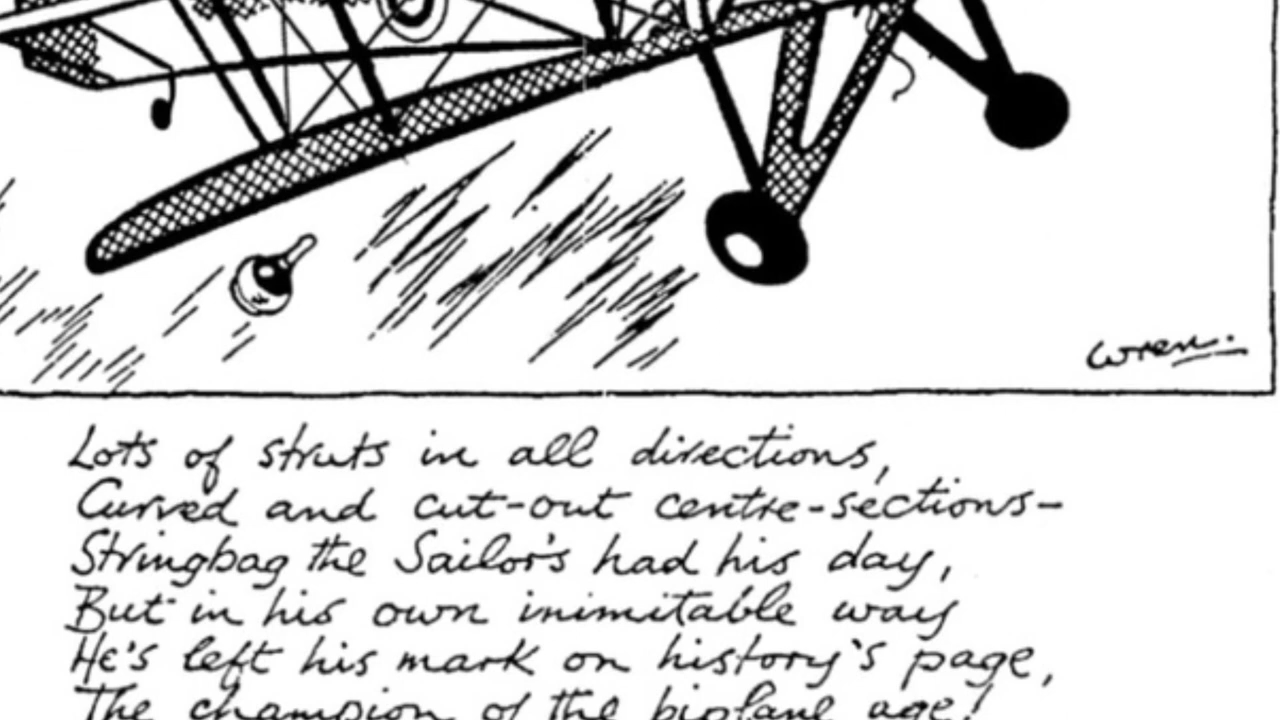 Wren.
Lots of struts in all directions,
Curved and cut-out centre-sections-
Stringbag the Sailor's had his day,
But in his own inimitable way
He's left his mark on history's page,
The champion of the biplane age!